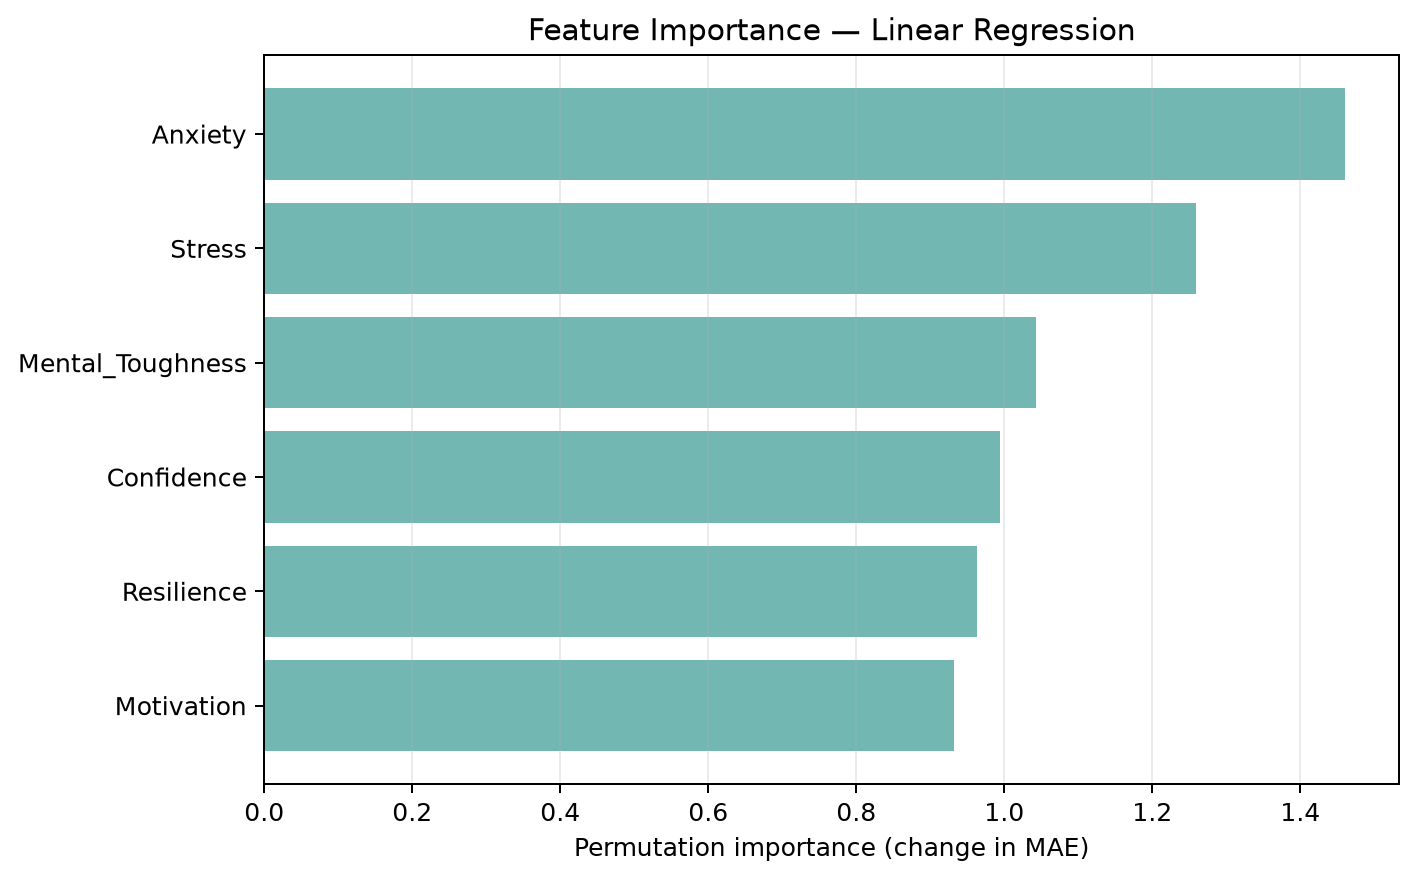 Feature Importance — Linear Regression
Anxiety
Stress
Mental_Toughness
Confidence
Resilience
Motivation
0.0 0.2 0.4 0.6 0.8 1.0 1.2 1.4
Permutation importance (change in MAE)